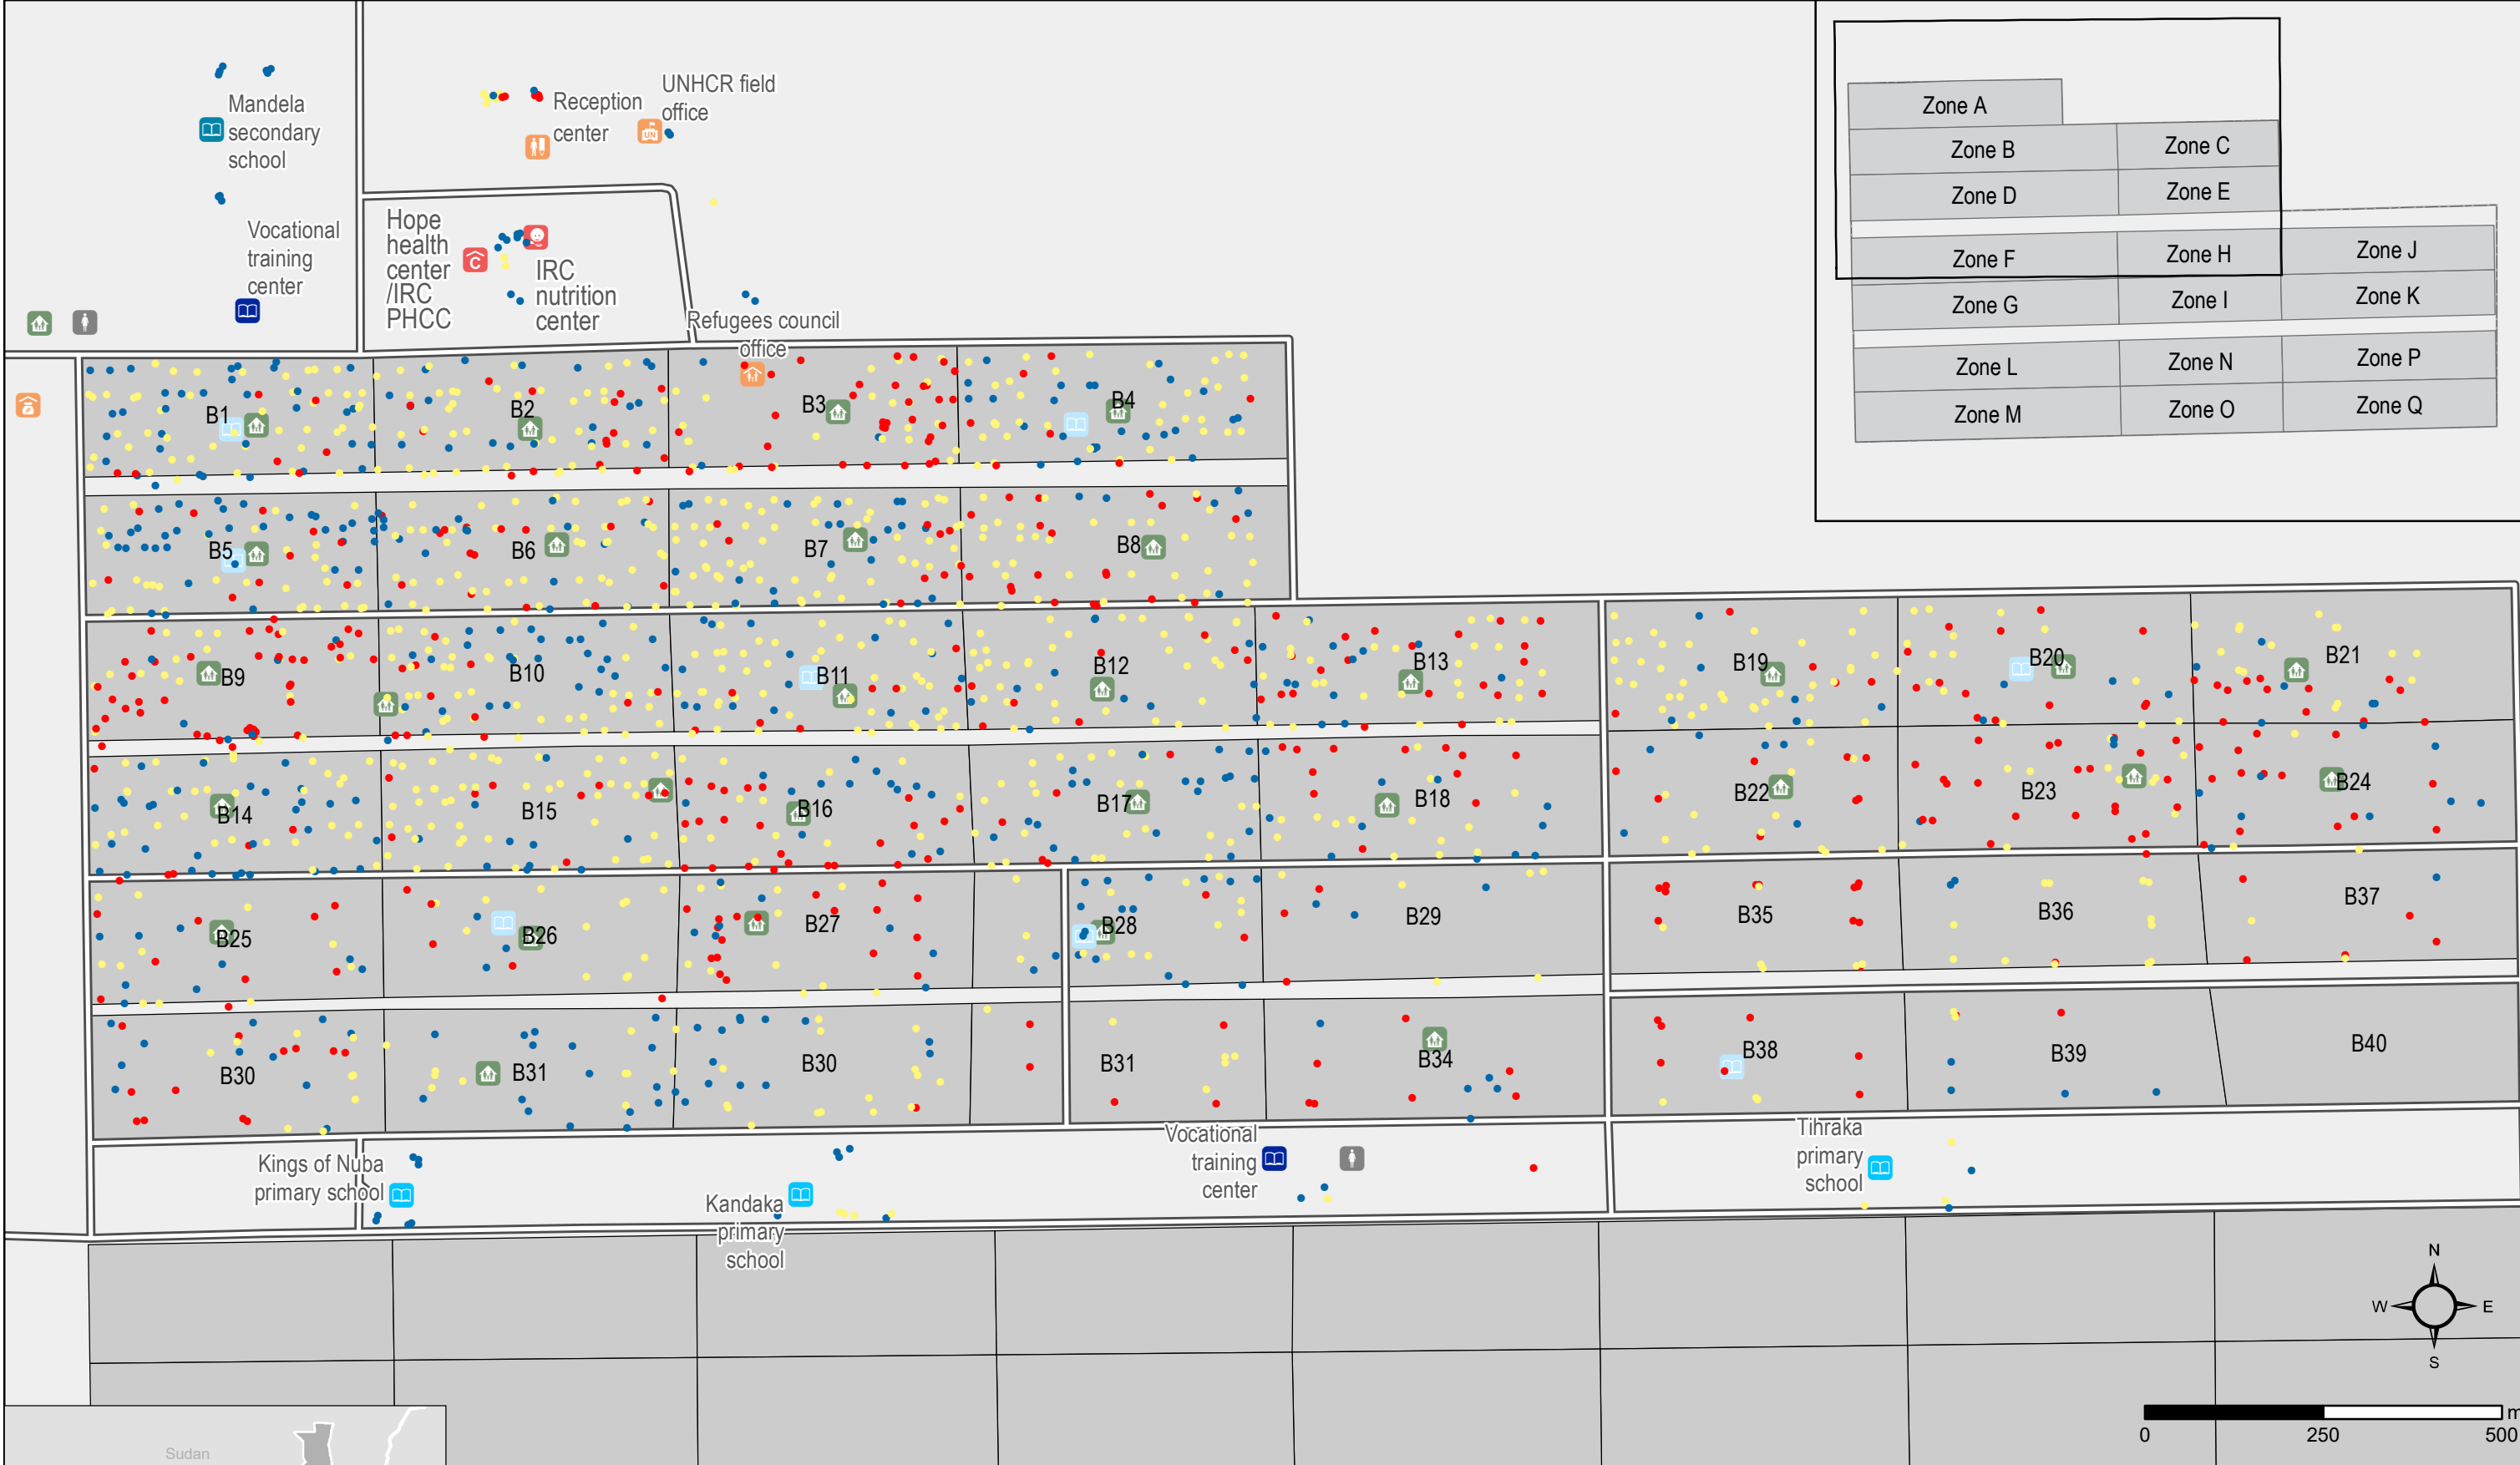 Mandela
secondary
school
Reception
center
UNHCR field
office
UN
Vocational
training
center
Hope
health
center
/IRC
PHCC
C
IRC
nutrition
center
Refugees council
office
Zone A
Zone B
Zone C
Zone D
Zone E
Zone F
Zone H
Zone J
Zone G
Zone I
Zone K
Zone L
Zone N
Zone P
Zone M
Zone O
Zone Q
B1
B2
B3
B4
B5
B6
B7
B8
B9
B10
B11
B12
B13
B19
B20
B21
B14
B15
B16
B17
B18
B22
B23
B24
B25
B26
B27
B28
B29
B35
B36
B37
B30
B31
B30
B31
B34
B38
B39
B40
Kings of Nuba
primary school
Kandaka
primary
school
Vocational
training
center
Tihraka
primary
school
N
W
E
S
m
0
250
500
Sudan